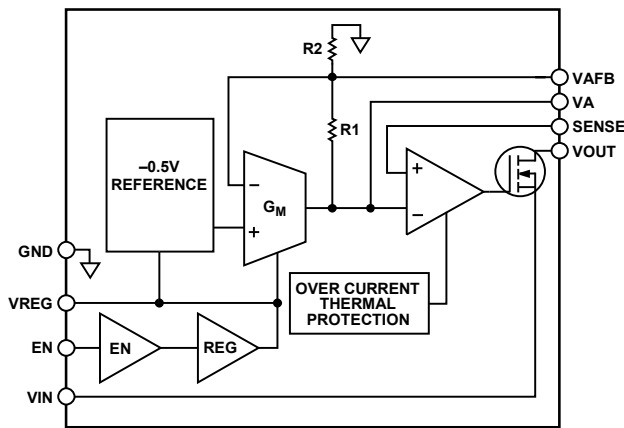 R2
VAFB
VA
R1
SENSE
VOUT
–0.5V
REFERENCE
–
GM
+
+
–
GND
OVER CURRENT
THERMAL
PROTECTION
VREG
EN
EN
REG
VIN